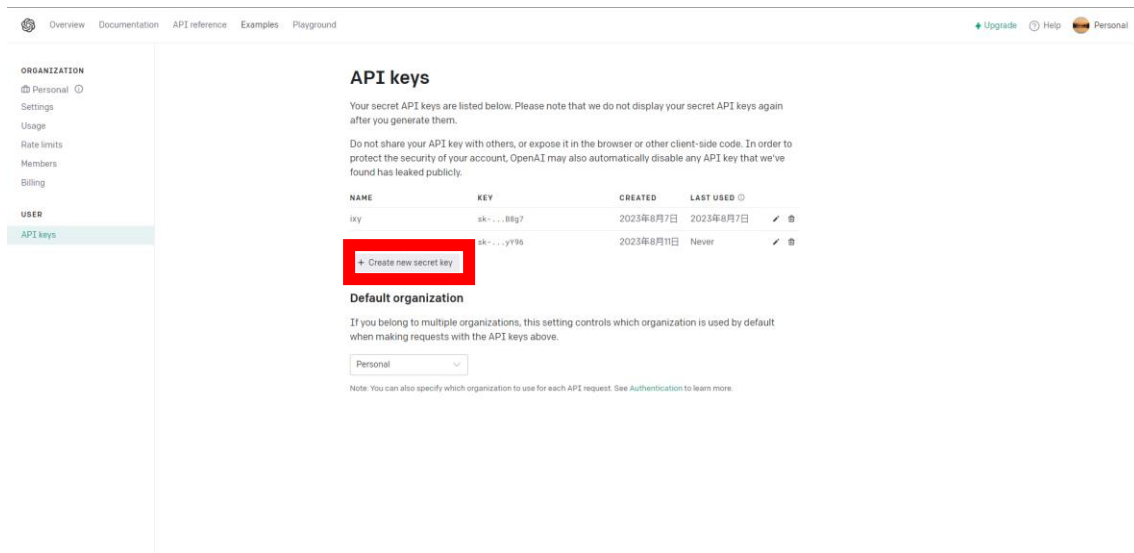 Overview Documentation API reference Examples Playground
Upgrade Help Personal
ORGANIZATION
Personal
Settings
Usage
Rate limits
Members
Billing
USER
API keys
API keys
Your secret API keys are listed below. Please note that we do not display your secret API keys again
after you generate them.
Do not share your API key with others, or expose it in the browser or other client-side code. In order to
protect the security of your account, OpenAI may also automatically disable any API key that we've
found has leaked publicly.
NAME KEY CREATED LAST USED
ixy sk-...B8g7 2023年8月7日 2023年8月7日
sk-...yY96 2023年8月11日 Never
+ Create new secret key
Default organization
If you belong to multiple organizations, this setting controls which organization is used by default
when making requests with the API keys above.
Personal
Note: You can also specify which organization to use for each API request. See Authentication to learn more.